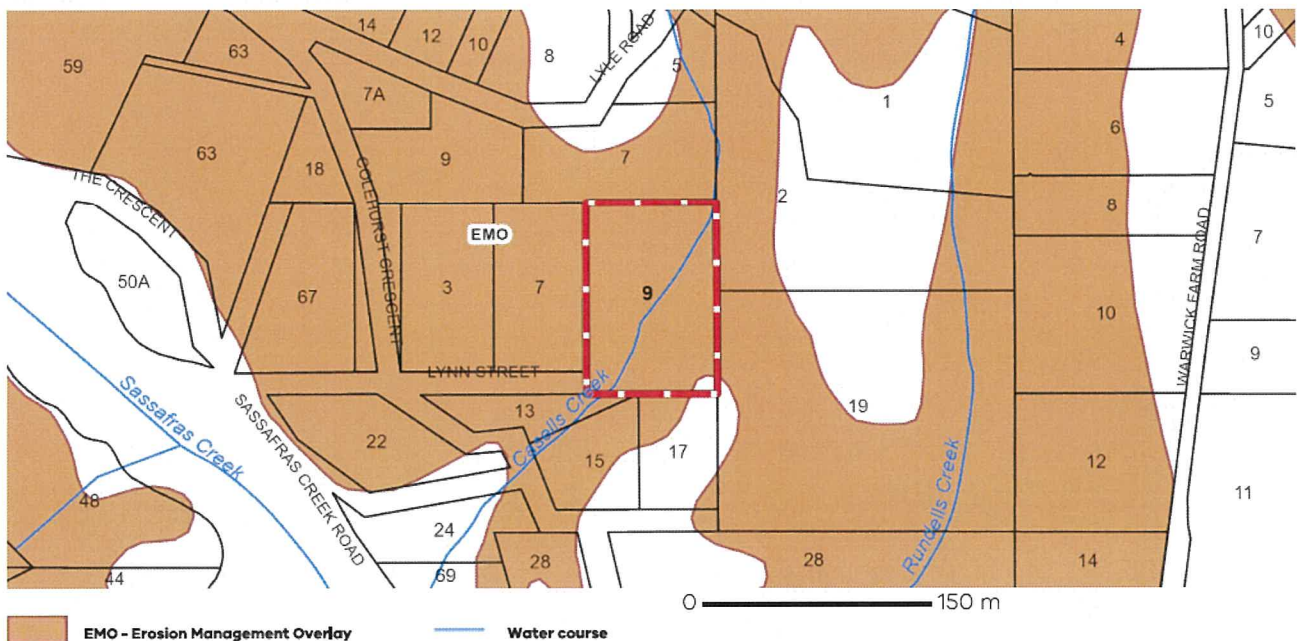 14
12
10
8
LYLE ROAD
5
4
10
63
59
7A
1
5
6
63
18
9
7
2
8
THE CRESCENT
COLEHURST CRESCENT
EMO
WARWICK FARM ROAD
7
50A
67
3
7
9
10
9
LYNN STREET
Sassafras Creek
SASSAFRAS CREEK ROAD
13
Casells Creek
19
22
15
17
12
Rundells Creek
11
48
24
44
69
28
28
14
0 150 m
EMO - Erosion Management Overlay
Water course